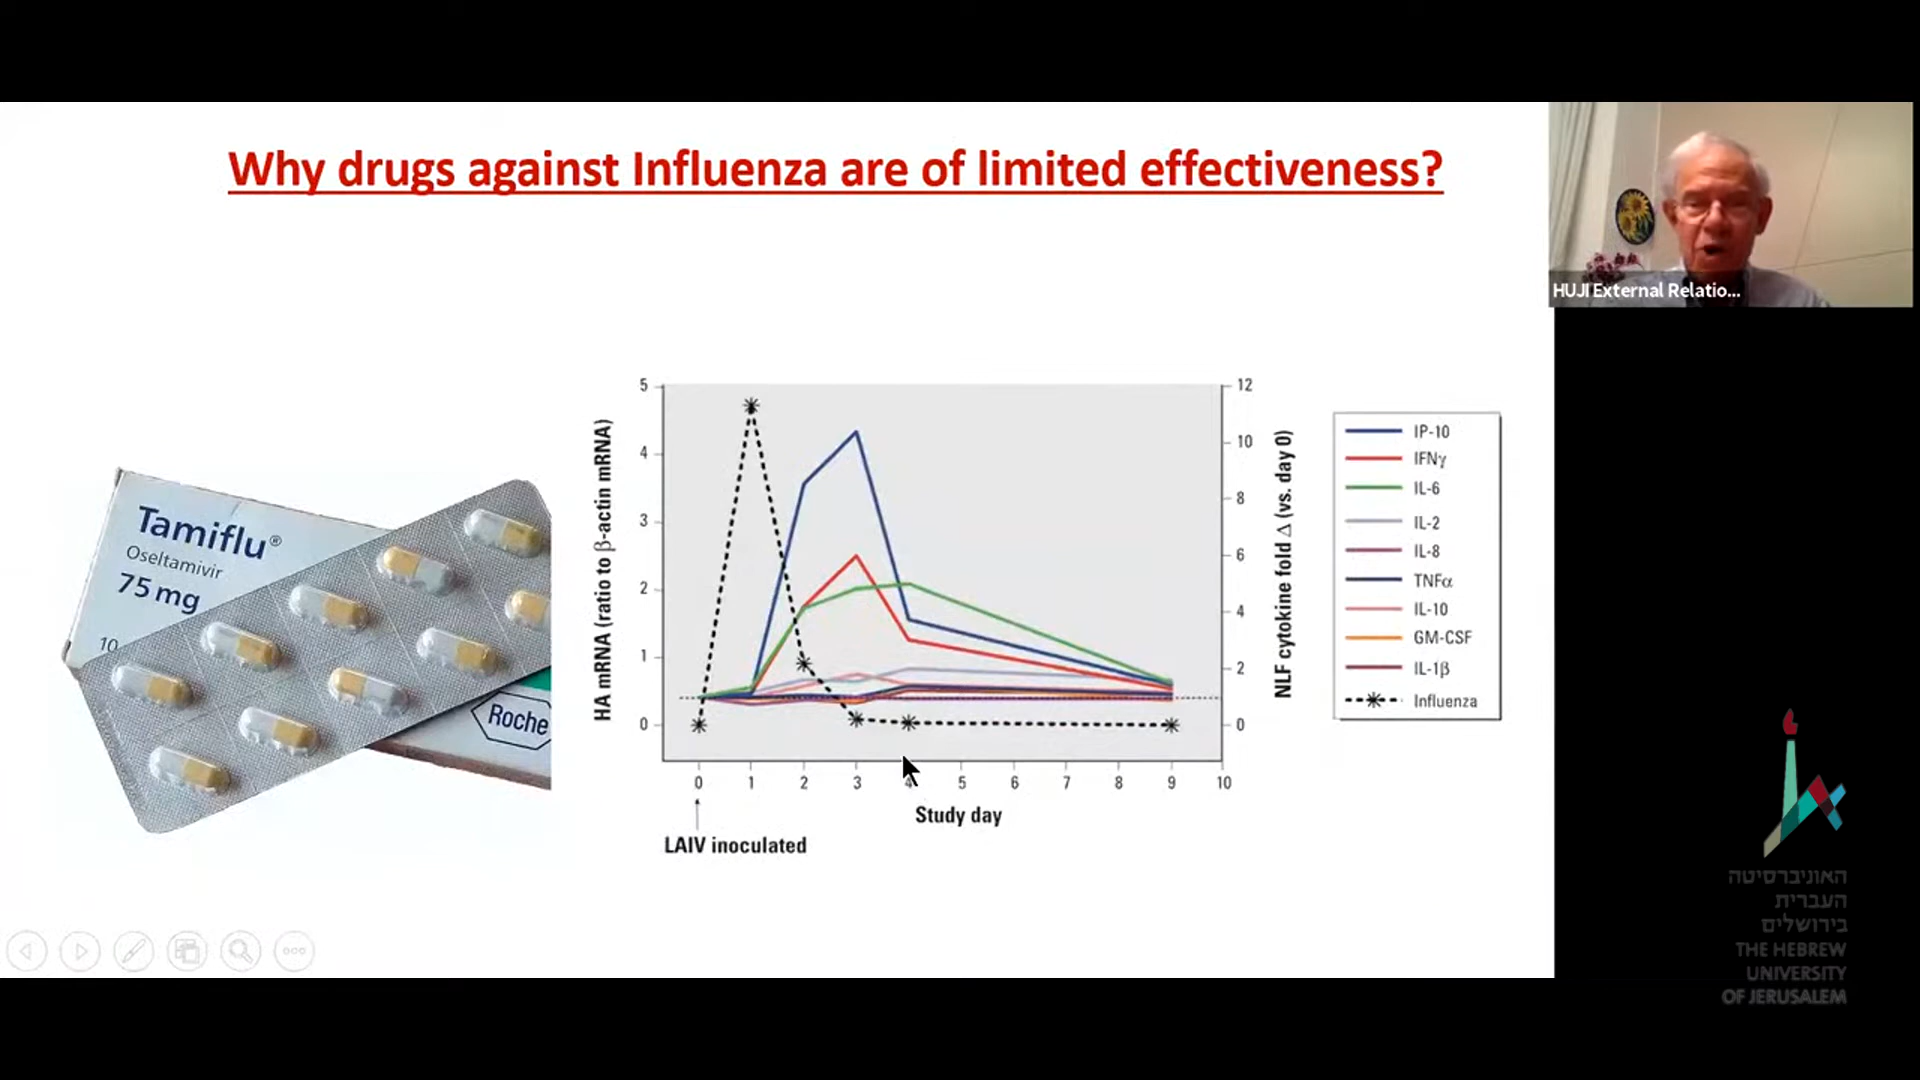 Why drugs against Influenza are of limited effectiveness?
HUJI External Relatio...
Tamiflu®
Oseltamivir
75 mg
10
Roche
HA mRNA (ratio to β-actin mRNA)
5
4
3
2
1
0
12
10
8
6
4
2
0
NLF cytokine fold Δ (vs. day 0)
0 1 2 3 4 5 6 7 8 9 10
Study day
LAIV inoculated
IP-10
IFNγ
IL-6
IL-2
IL-8
TNFα
IL-10
GM-CSF
IL-1β
Influenza
האוניברסיטה
העברית
בירושלים
THE HEBREW
UNIVERSITY
OF JERUSALEM